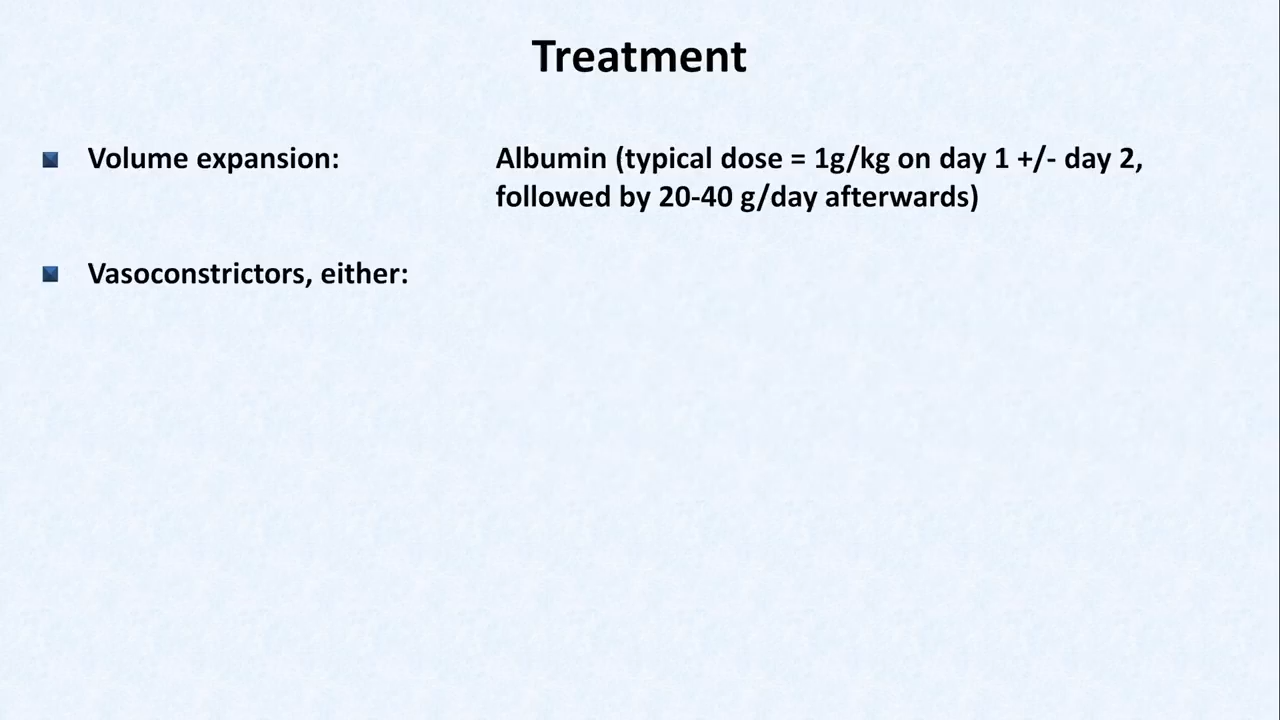 Treatment
Volume expansion: Albumin (typical dose = 1g/kg on day 1 +/- day 2,
followed by 20-40 g/day afterwards)
Vasoconstrictors, either: